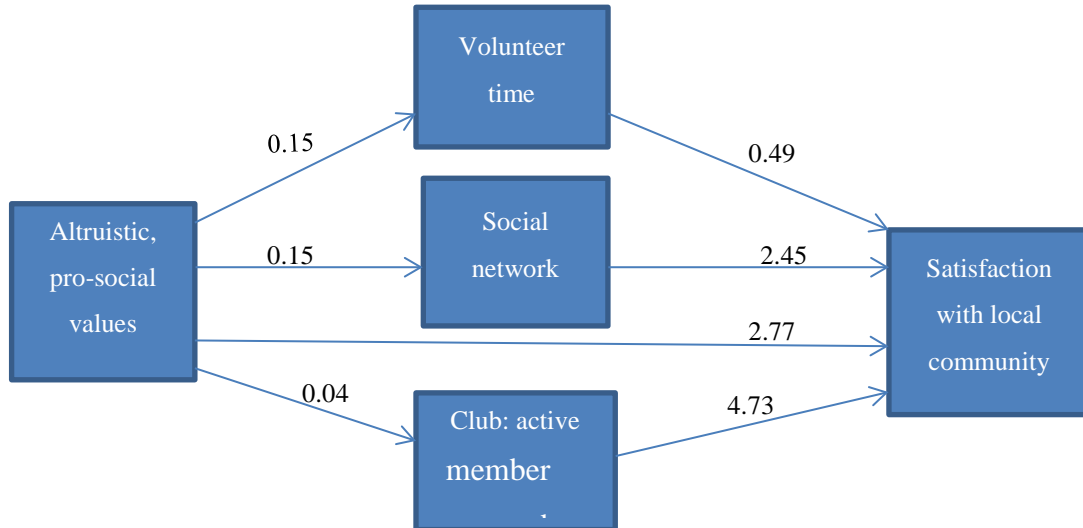 Volunteer
time
0.15
0.49
Altruistic,
pro-social
values
0.15
Social
network
2.45
Satisfaction
with local
community
2.77
0.04
4.73
Club: active
member